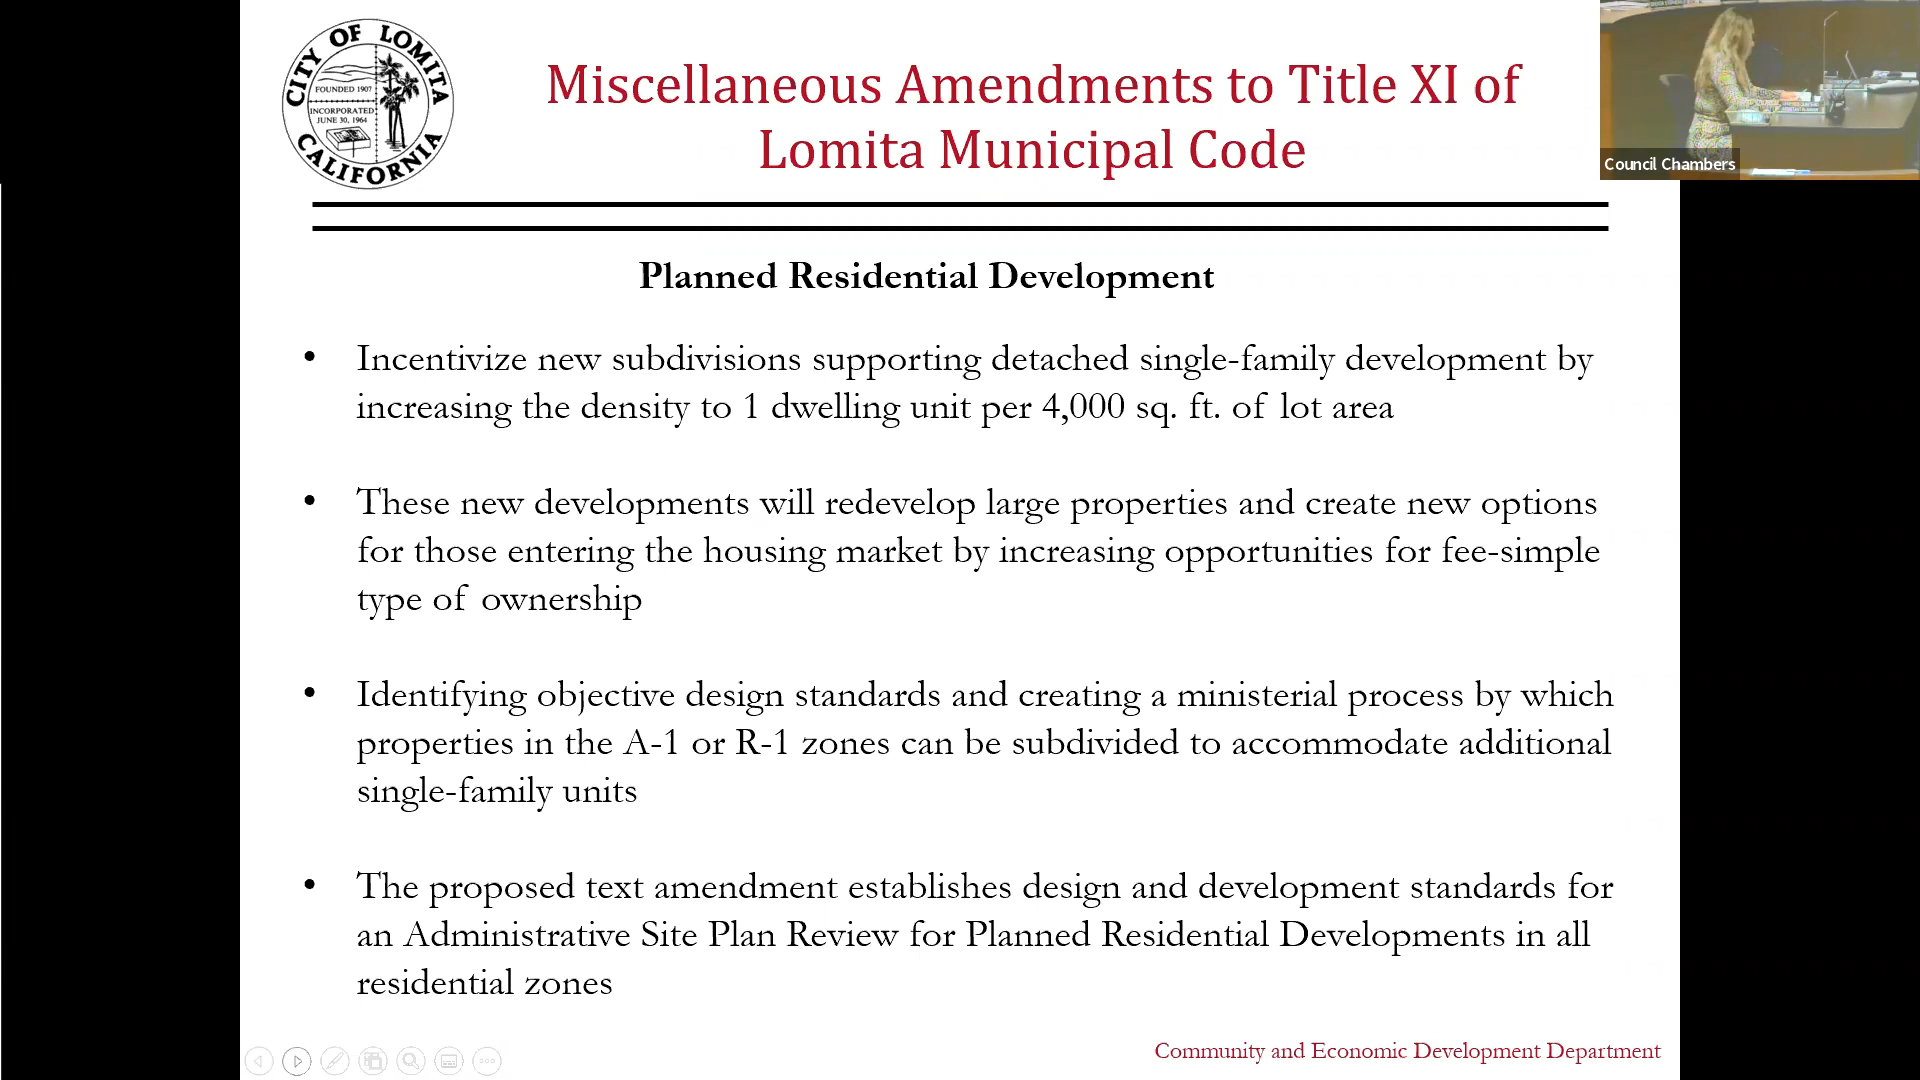 CITY OF LOMITA
FOUNDED 1907
INCORPORATED
JUNE 30, 1964
CALIFORNIA
Miscellaneous Amendments to Title XI of
Lomita Municipal Code
Council Chambers
Planned Residential Development
• Incentivize new subdivisions supporting detached single-family development by
increasing the density to 1 dwelling unit per 4,000 sq. ft. of lot area
• These new developments will redevelop large properties and create new options
for those entering the housing market by increasing opportunities for fee-simple
type of ownership
• Identifying objective design standards and creating a ministerial process by which
properties in the A-1 or R-1 zones can be subdivided to accommodate additional
single-family units
• The proposed text amendment establishes design and development standards for
an Administrative Site Plan Review for Planned Residential Developments in all
residential zones
Community and Economic Development Department